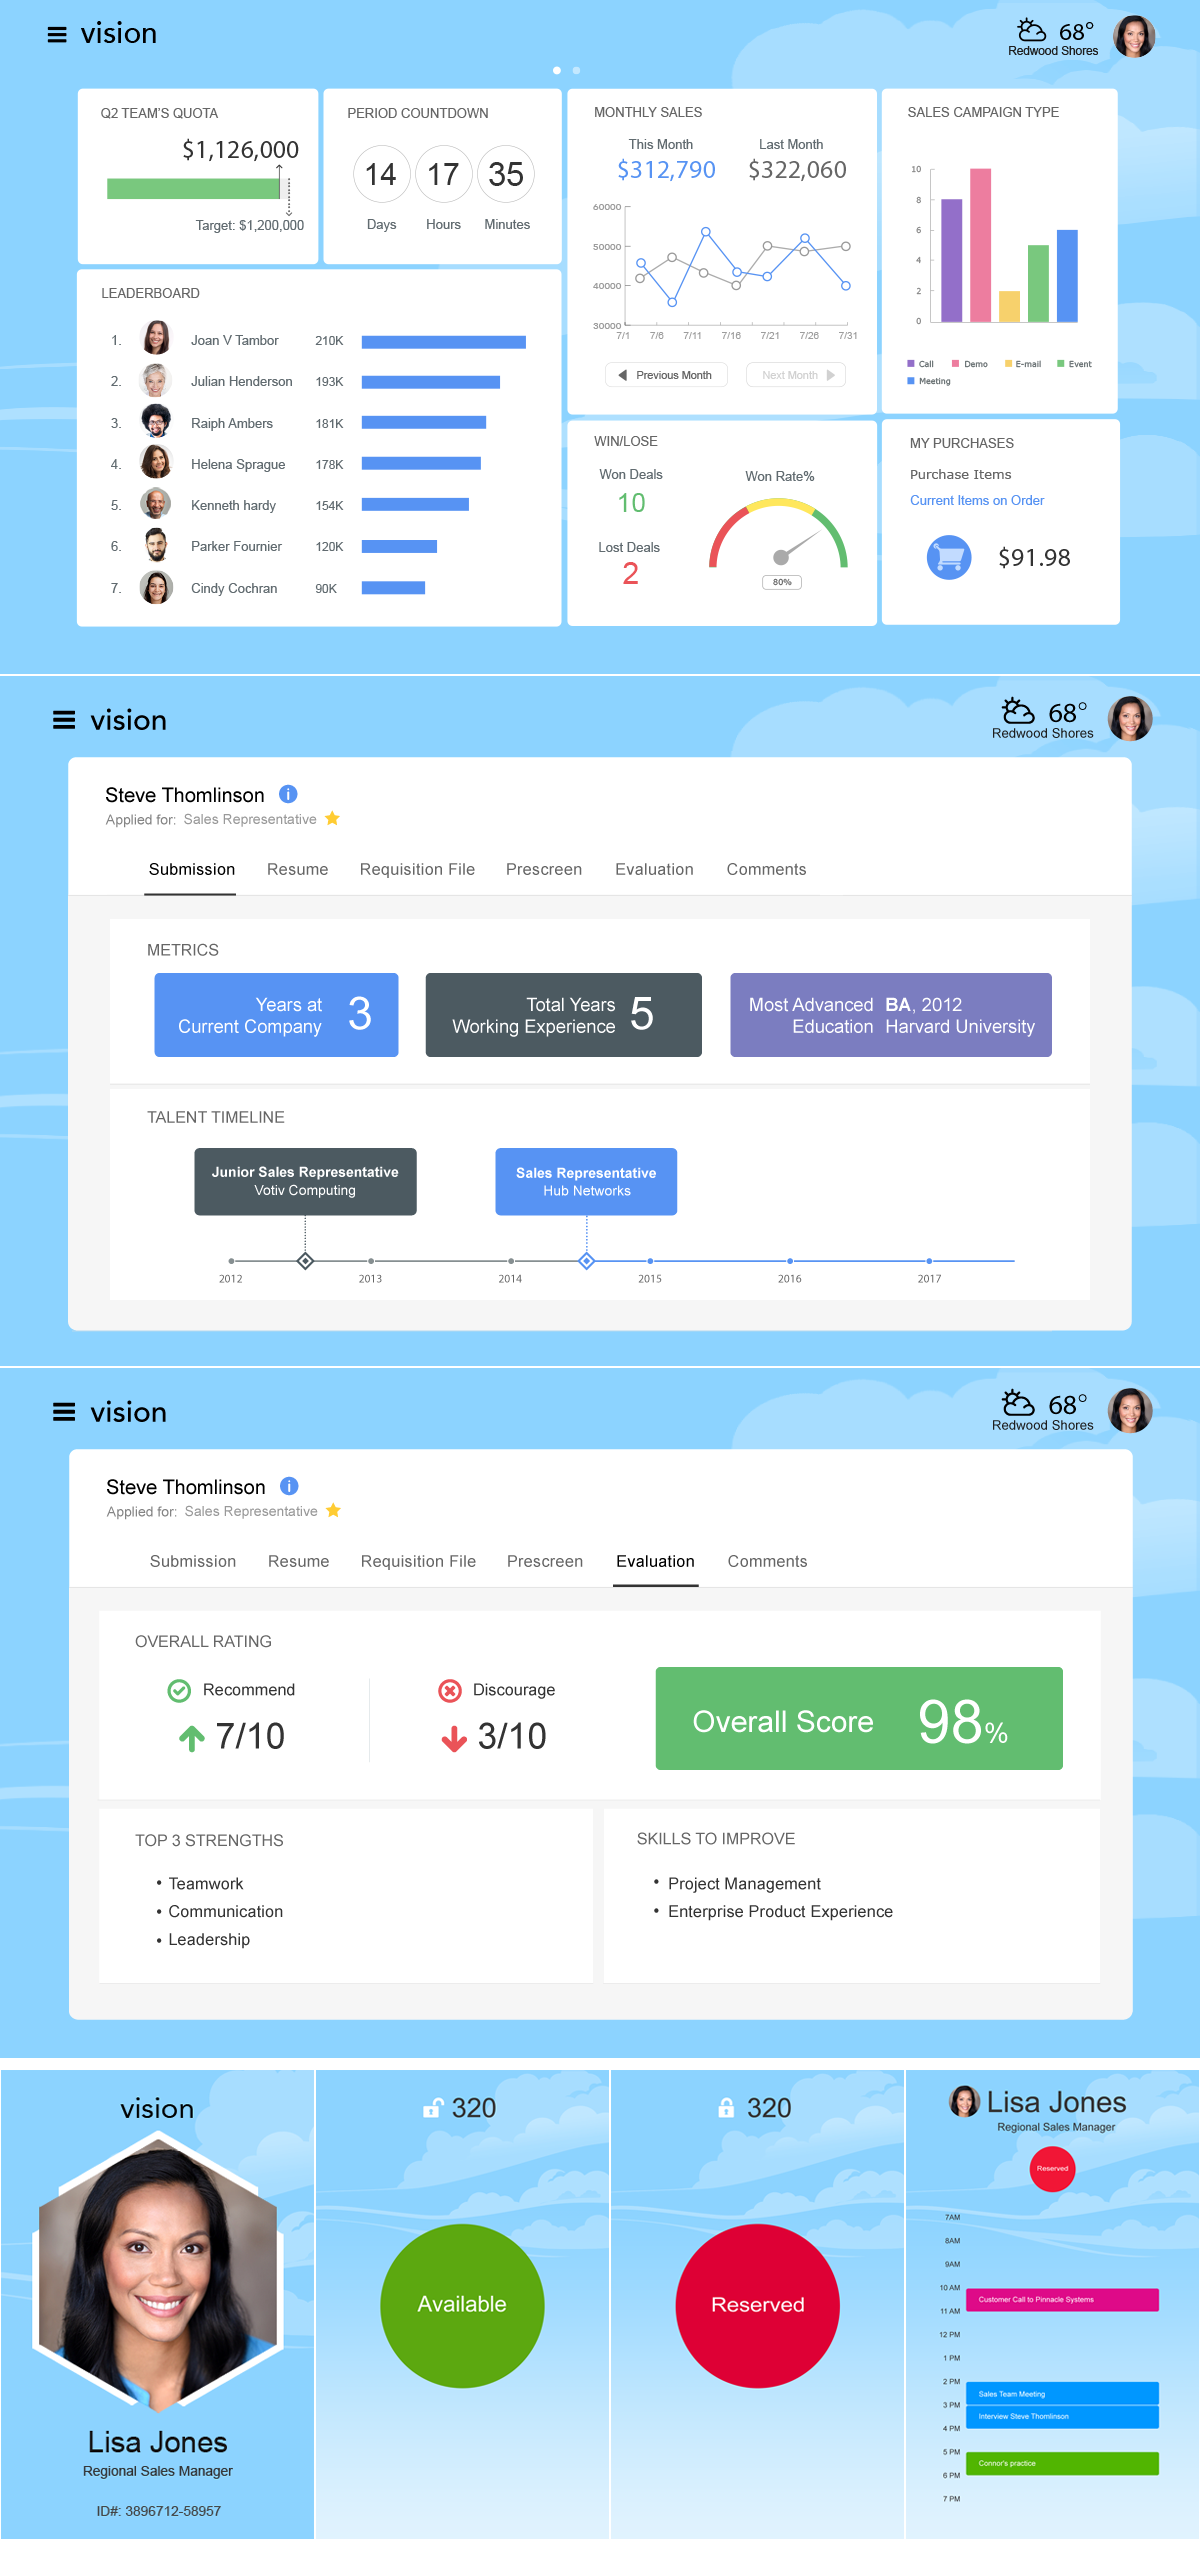 vision
68°
Redwood Shores
Q2 TEAM'S QUOTA
$1,126,000
Target: $1,200,000
PERIOD COUNTDOWN
14 17 35
Days Hours Minutes
MONTHLY SALES
This Month Last Month
$312,790 $322,060
60000
50000
40000
30000
7/1 7/6 7/11 7/16 7/21 7/26 7/31
Previous Month Next Month
SALES CAMPAIGN TYPE
10
8
6
4
2
0
Call Demo E-mail Event
Meeting
LEADERBOARD
1. Joan V Tambor 210K
2. Julian Henderson 193K
3. Raiph Ambers 181K
4. Helena Sprague 178K
5. Kenneth hardy 154K
6. Parker Fournier 120K
7. Cindy Cochran 90K
WIN/LOSE
Won Deals
10
Lost Deals
2
Won Rate%
80%
MY PURCHASES
Purchase Items
Current Items on Order
$91.98
vision
68°
Redwood Shores
Steve Thomlinson i
Applied for: Sales Representative
Submission Resume Requisition File Prescreen Evaluation Comments
METRICS
Years at
Current Company 3
Total Years
Working Experience 5
Most Advanced BA, 2012
Education Harvard University
TALENT TIMELINE
Junior Sales Representative
Votiv Computing
Sales Representative
Hub Networks
2012 2013 2014 2015 2016 2017
vision
68°
Redwood Shores
Steve Thomlinson i
Applied for: Sales Representative
Submission Resume Requisition File Prescreen Evaluation Comments
OVERALL RATING
Recommend
7/10
Discourage
3/10
Overall Score 98%
TOP 3 STRENGTHS
• Teamwork
• Communication
• Leadership
SKILLS TO IMPROVE
• Project Management
• Enterprise Product Experience
vision
Lisa Jones
Regional Sales Manager
ID#: 3896712-58957
320
Available
320
Reserved
Lisa Jones
Regional Sales Manager
Reserved
7AM
8AM
9AM
10 AM
Customer Call to Pinnacle Systems
11 AM
12 PM
1 PM
2 PM
Sales Team Meeting
3 PM
Interview Steve Thomlinson
4 PM
5 PM
Connor's practice
6 PM
7 PM